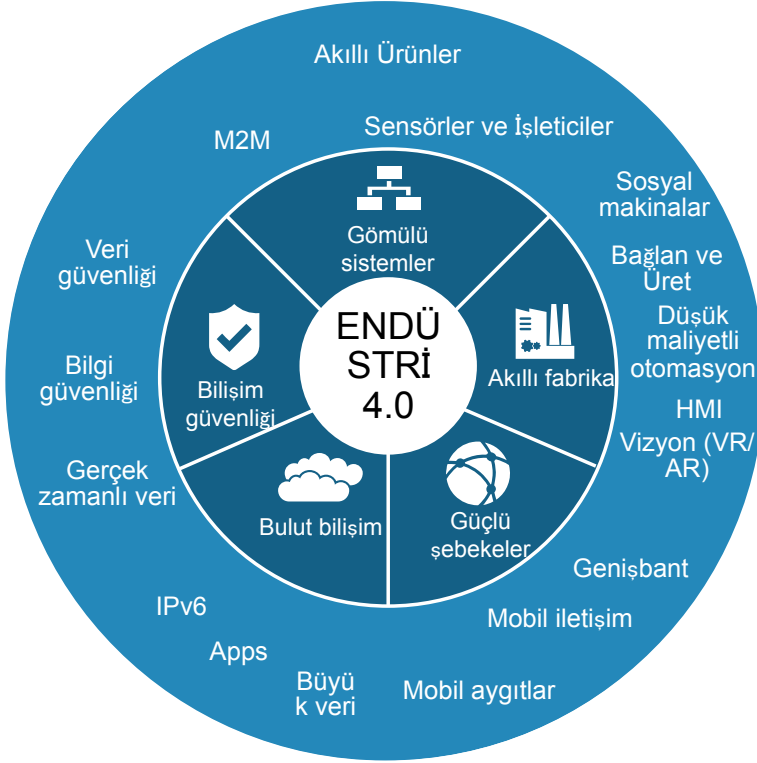 Akıllı Ürünler
M2M
Sensörler ve İşleticiler
Sosyal
makinalar
Bağlan ve
Üret
Düşük
maliyetli
otomasyon
HMI
Vizyon (VR/
AR)
Genişbant
Mobil iletişim
Mobil aygıtlar
Büyü
k veri
Apps
IPv6
Gerçek
zamanlı veri
Bilgi
güvenliği
Veri
güvenliği
Gömülü
sistemler
Akıllı fabrika
Güçlü
şebekeler
Bulut bilişim
Bilişim
güvenliği
ENDÜ
STRİ
4.0